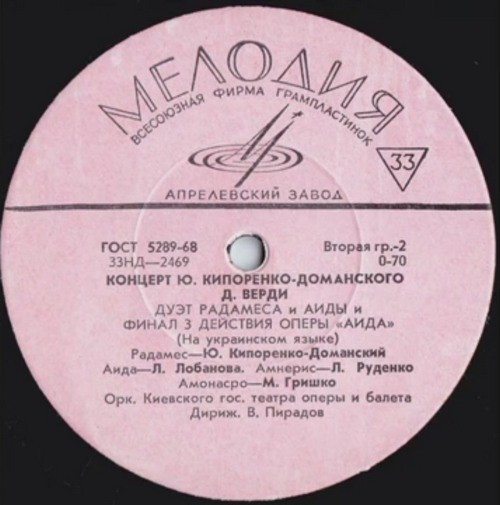 МЕЛОДИЯ
ВСЕСОЮЗНАЯ ФИРМА ГРАМПЛАСТИНОК
33
АПРЕЛЕВСКИЙ ЗАВОД
ГОСТ 5289-68 Вторая гр.-2
33НД—2469 0-70
КОНЦЕРТ Ю. КИПОРЕНКО-ДОМАНСКОГО
Д. ВЕРДИ
ДУЭТ РАДАМЕСА и АИДЫ и
ФИНАЛ 3 ДЕЙСТВИЯ ОПЕРЫ «АИДА»
(На украинском языке)
Радамес—Ю. Кипоренко-Доманский
Аида—Л. Лобанова. Амнерис—Л. Руденко
Амонасро—М. Гришко
Орк. Киевского гос. театра оперы и балета
Дириж. В. Пирадов